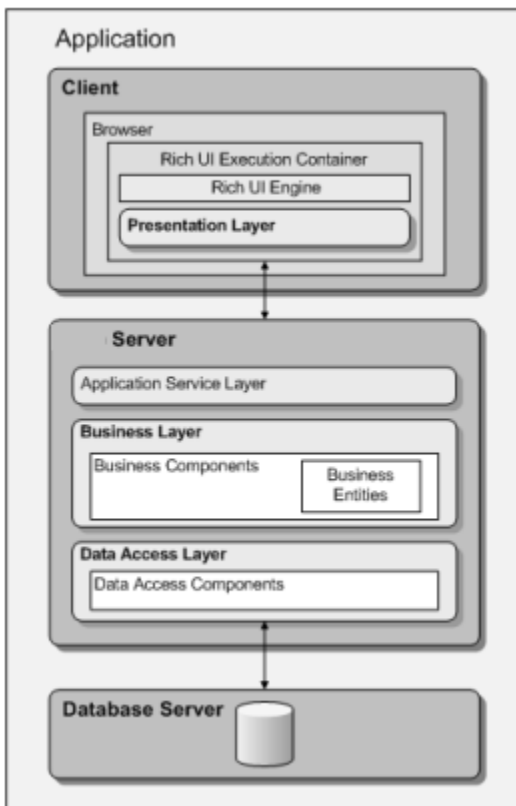 Application
Client
Browser
Rich UI Execution Container
Rich UI Engine
Presentation Layer
Server
Application Service Layer
Business Layer
Business Components
Business
Entities
Data Access Layer
Data Access Components
Database Server